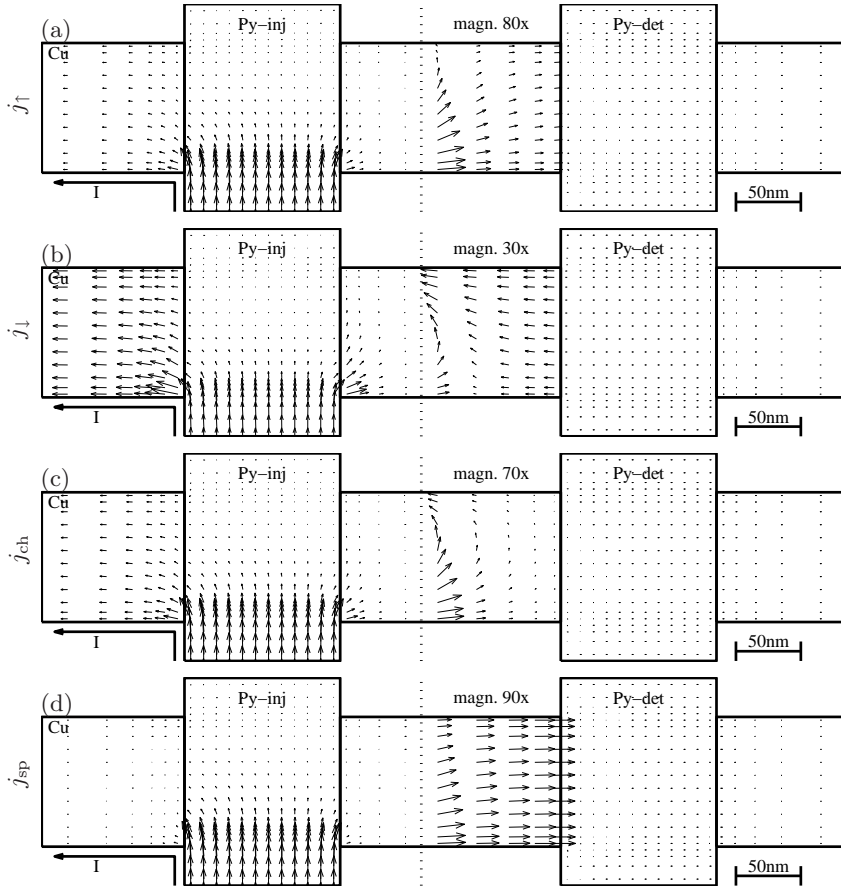 (a)
Py-inj
magn. 80x
Py-det
Cu
j↑
I
50nm
(b)
Py-inj
magn. 30x
Py-det
Cu
j↓
I
50nm
(c)
Py-inj
magn. 70x
Py-det
Cu
jch
I
50nm
(d)
Py-inj
magn. 90x
Py-det
Cu
jsp
I
50nm